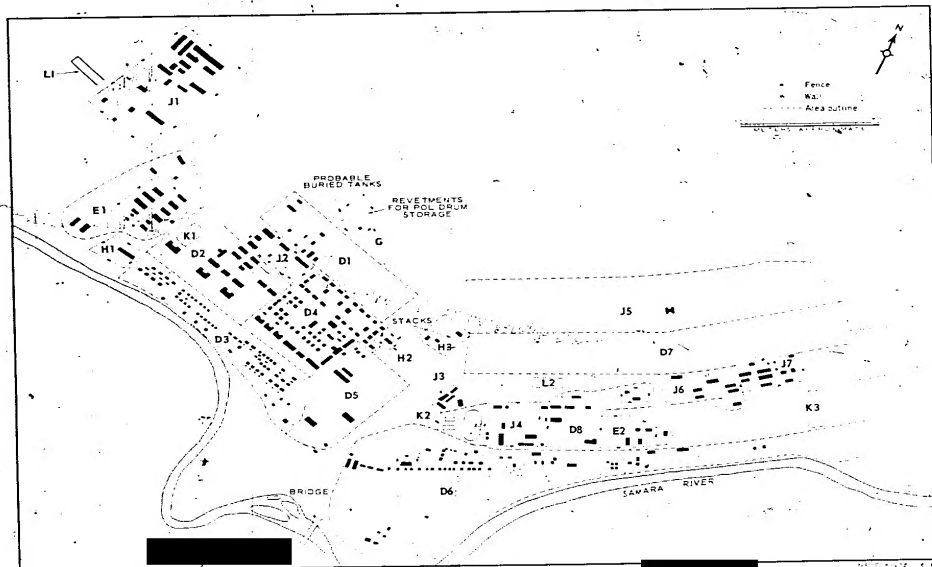 N
L1
J1
Fence
Wall
Area outline
METERS APPROXIMATE
PROBABLE
BURIED TANKS
REVETMENTS
FOR POL DRUM
STORAGE
E1
G
K1
H1
D2
J2
D1
D4
J5
STACKS
D3
H3
H2
D7
J3
J7
L2
J6
D5
K2
J4
D8
E2
K3
BRIDGE
D6
SAMARA RIVER